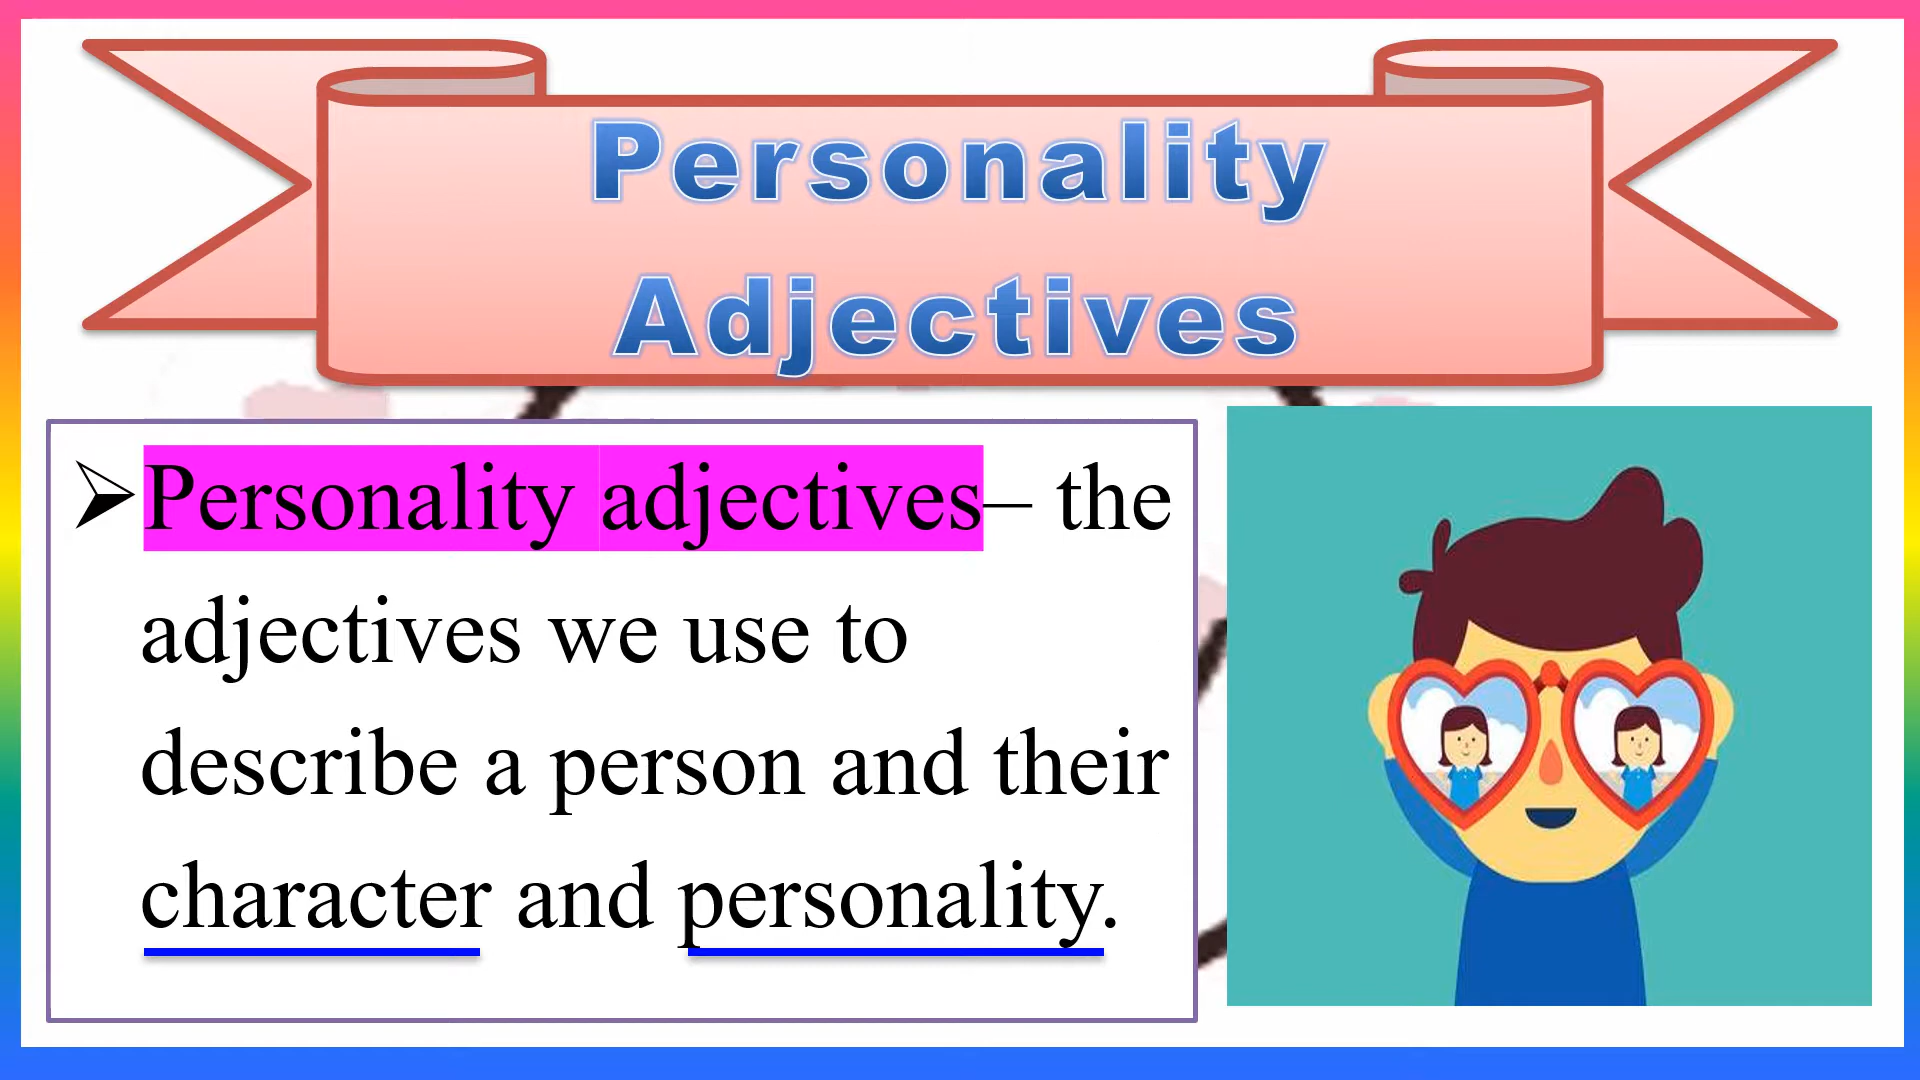 Personality
Adjectives
Personality adjectives– the
adjectives we use to
describe a person and their
character and personality.